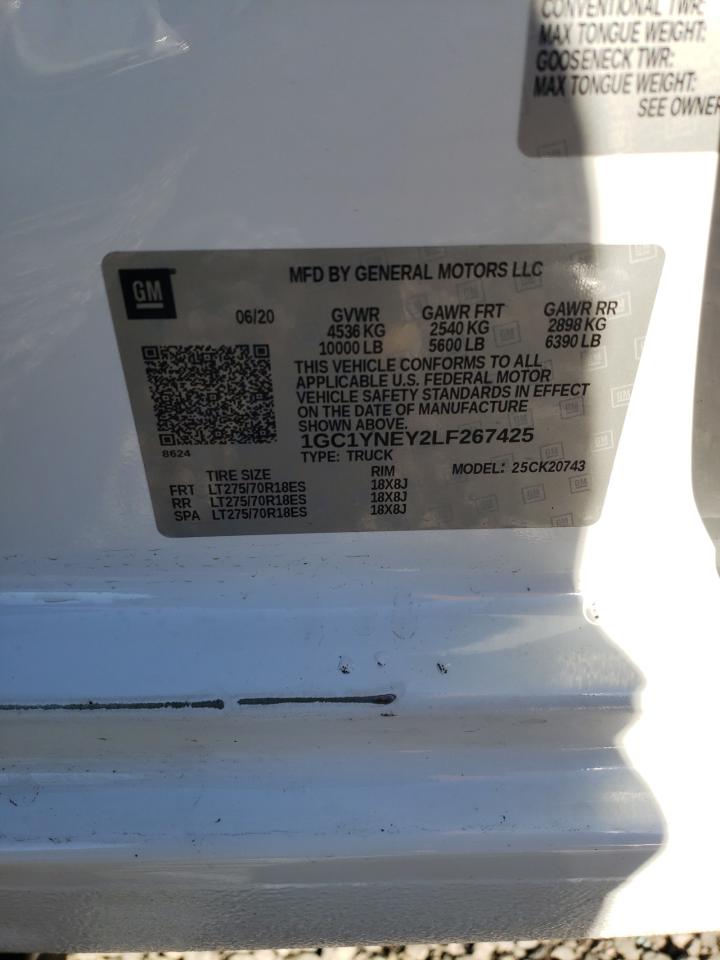 CONVENTIONAL TWR:
MAX TONGUE WEIGHT:
GOOSENECK TWR:
MAX TONGUE WEIGHT:
SEE OWNER
GM
MFD BY GENERAL MOTORS LLC
06/20 GVWR GAWR FRT GAWR RR
4536 KG 2540 KG 2898 KG
10000 LB 5600 LB 6390 LB
THIS VEHICLE CONFORMS TO ALL
APPLICABLE U.S. FEDERAL MOTOR
VEHICLE SAFETY STANDARDS IN EFFECT
ON THE DATE OF MANUFACTURE
SHOWN ABOVE.
1GC1YNEY2LF267425
8624
TYPE: TRUCK MODEL: 25CK20743
TIRE SIZE RIM
FRT LT275/70R18ES 18X8J
RR LT275/70R18ES 18X8J
SPA LT275/70R18ES 18X8J